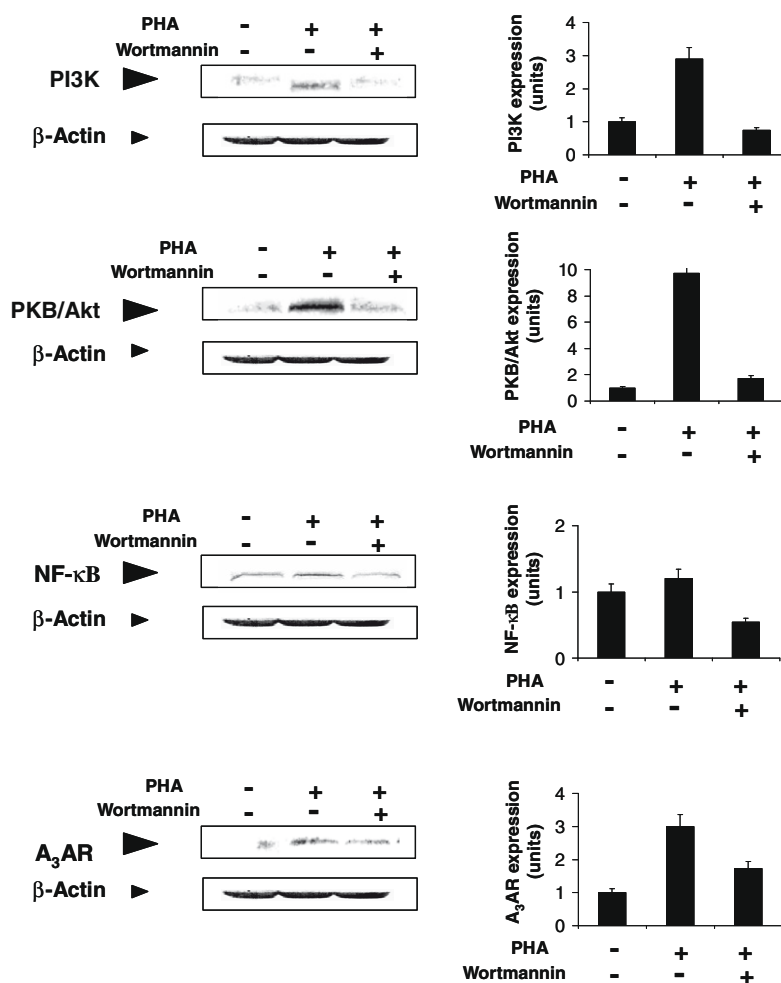 PHA - + +
Wortmannin - - +
PI3K
β-Actin
PI3K expression (units)
4
3
2
1
0
PHA - + +
Wortmannin - - +
PHA - + +
Wortmannin - - +
PKB/Akt
β-Actin
PKB/Akt expression (units)
10
8
6
4
2
0
PHA - + +
Wortmannin - - +
PHA - + +
Wortmannin - - +
NF-κB
β-Actin
NF-κB expression (units)
2
1
0
PHA - + +
Wortmannin - - +
PHA - + +
Wortmannin - - +
A₃AR
β-Actin
A₃AR expression (units)
4
3
2
1
0
PHA - + +
Wortmannin - - +